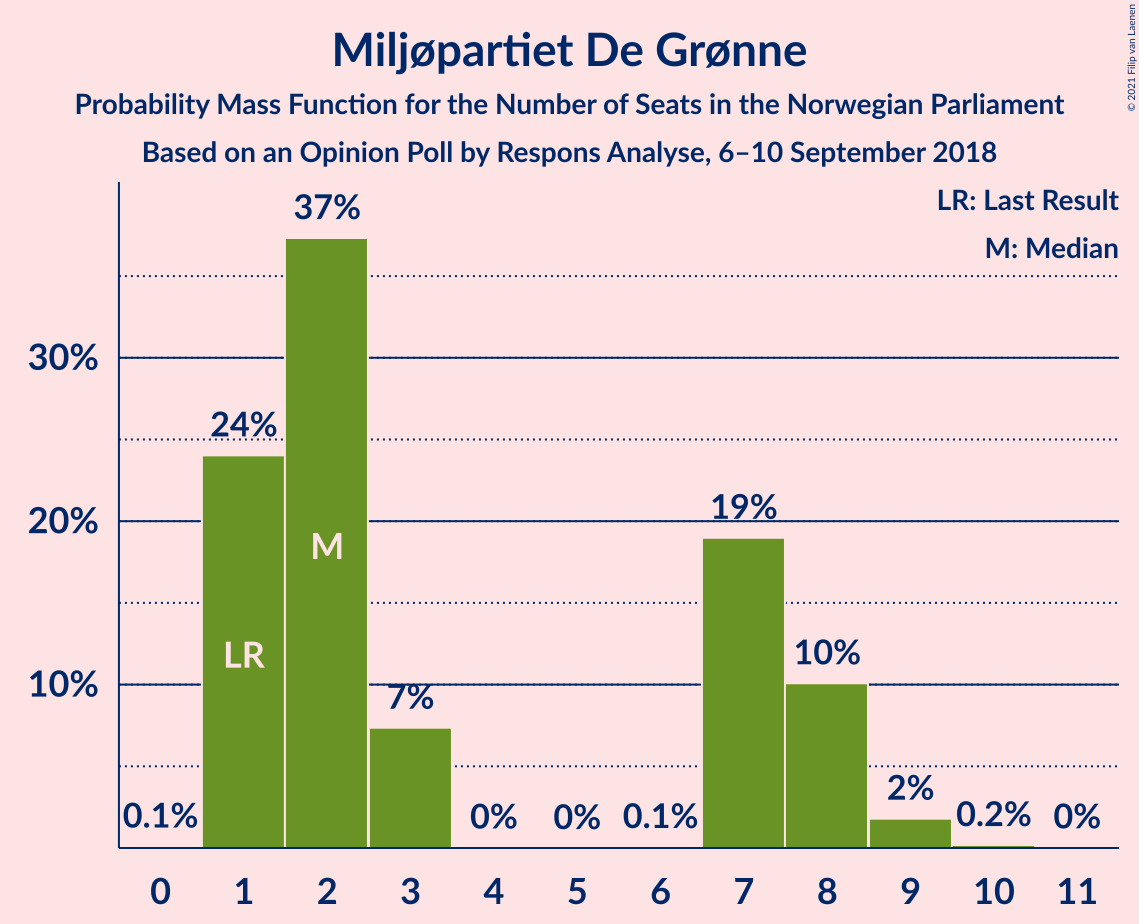 Miljøpartiet De Grønne
Probability Mass Function for the Number of Seats in the Norwegian Parliament
Based on an Opinion Poll by Respons Analyse, 6–10 September 2018
© 2021 Filip van Laenen
LR: Last Result
M: Median
37%
30%
24%
20%
19%
M
LR
10%
10%
7%
2%
0.1%
0%
0%
0.1%
0.2%
0%
0 1 2 3 4 5 6 7 8 9 10 11